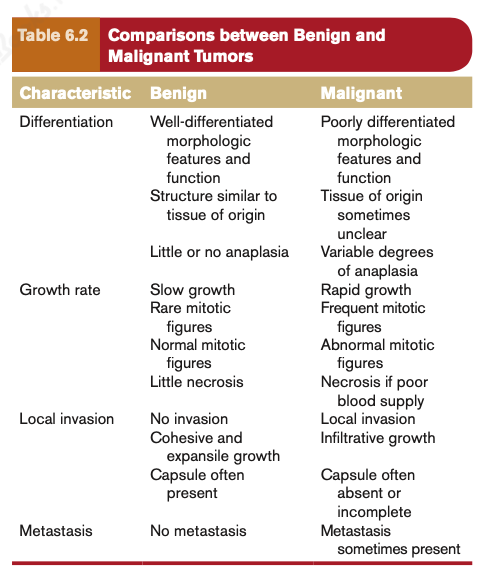 Table 6.2 Comparisons between Benign and
Malignant Tumors
Characteristic Benign Malignant
Differentiation Well-differentiated Poorly differentiated
morphologic morphologic
features and features and
function function
Structure similar to Tissue of origin
tissue of origin sometimes
unclear
Little or no anaplasia Variable degrees
of anaplasia
Growth rate Slow growth Rapid growth
Rare mitotic Frequent mitotic
figures figures
Normal mitotic Abnormal mitotic
figures figures
Little necrosis Necrosis if poor
blood supply
Local invasion No invasion Local invasion
Cohesive and Infiltrative growth
expansile growth
Capsule often Capsule often
present absent or
incomplete
Metastasis No metastasis Metastasis
sometimes present